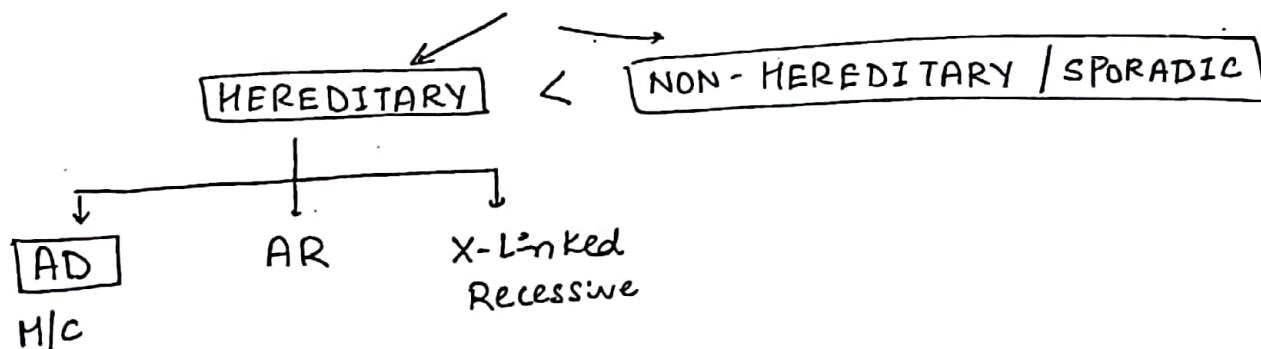 HEREDITARY < NON-HEREDITARY / SPORADIC
AD AR X-Linked
Recessive
M/C